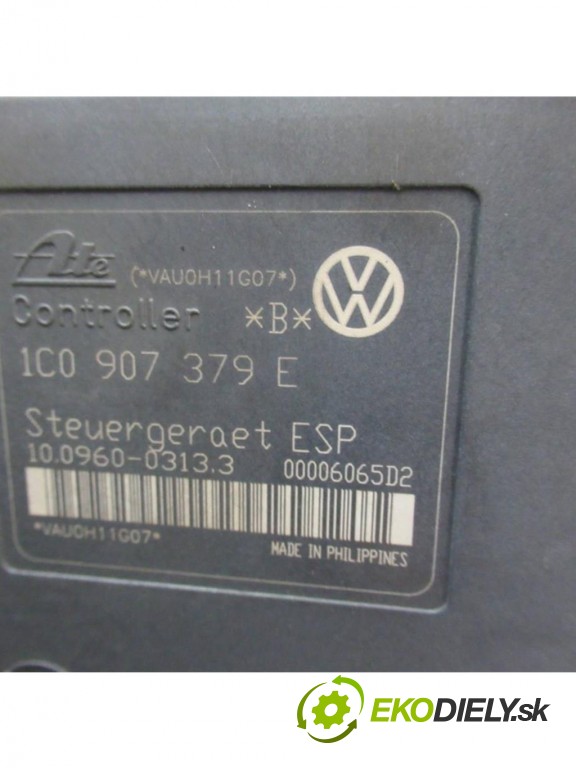 Ate (*VAUOH11G07*)
Controller *B* VW
1C0 907 379 E
Steuergeraet ESP
10.0960-0313.3 00006065D2
*VAUOH11G07*
MADE IN PHILIPPINES
EKODIELY.sk